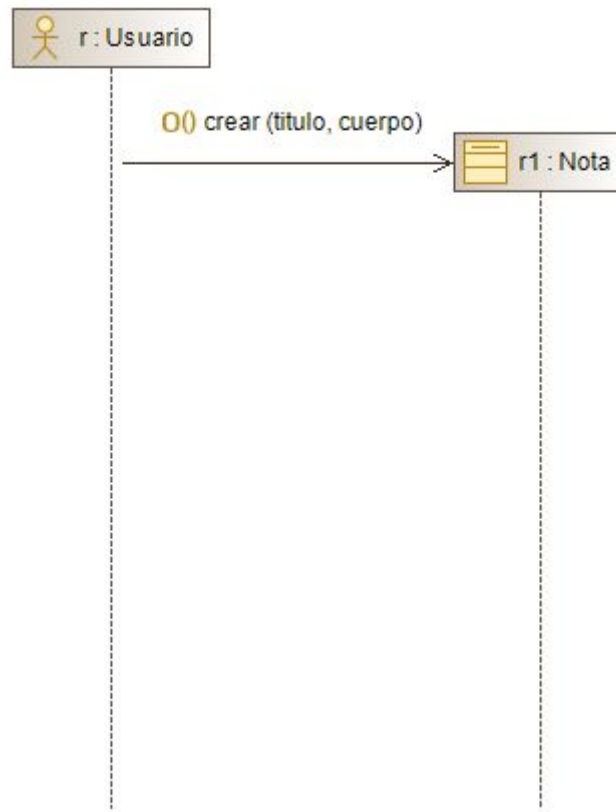 r : Usuario
O() crear (titulo, cuerpo)
r1 : Nota